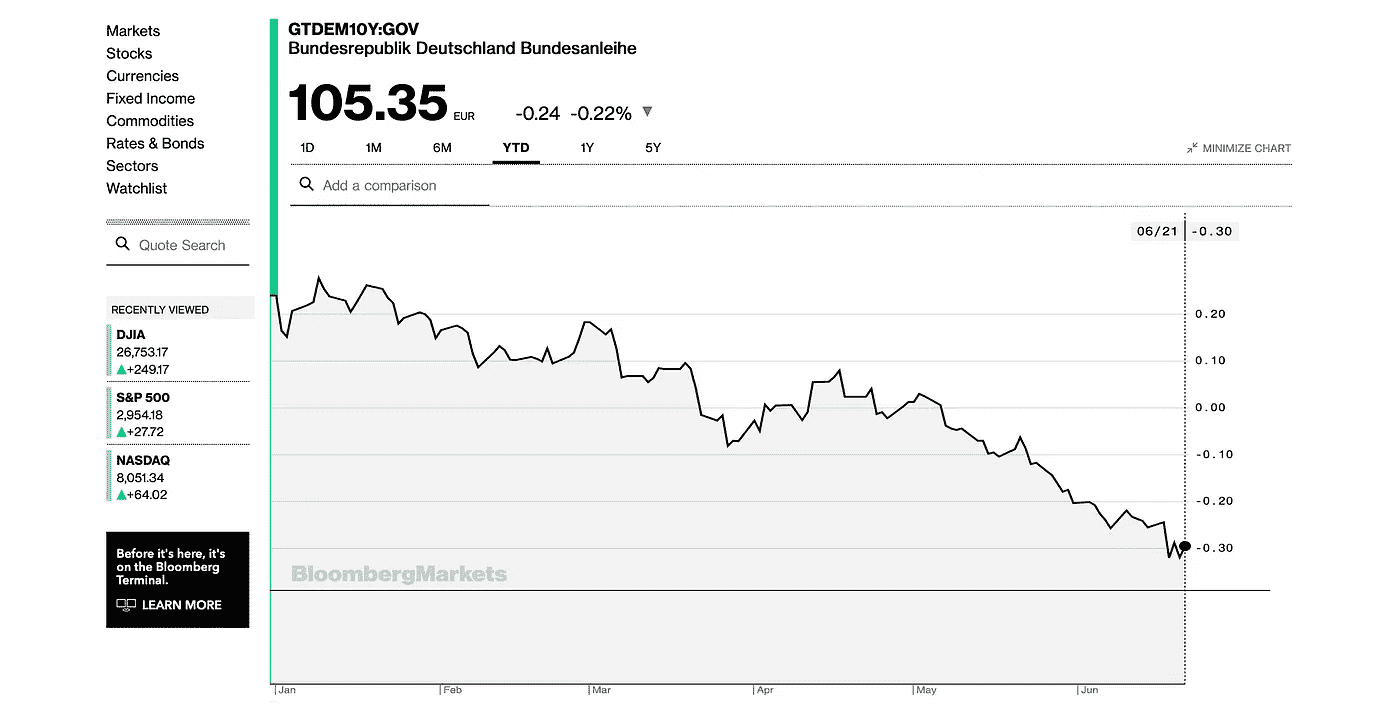 Markets
Stocks
Currencies
Fixed Income
Commodities
Rates & Bonds
Sectors
Watchlist
Quote Search
RECENTLY VIEWED
DJIA
26,753.17
▲+249.17
S&P 500
2,954.18
▲+27.72
NASDAQ
8,051.34
▲+64.02
Before it's here, it's
on the Bloomberg
Terminal.
LEARN MORE
GTDEM10Y:GOV
Bundesrepublik Deutschland Bundesanleihe
105.35 EUR -0.24 -0.22% ▼
1D 1M 6M YTD 1Y 5Y
MINIMIZE CHART
Add a comparison
06/21 -0.30
0.20
0.10
0.00
-0.10
-0.20
-0.30
BloombergMarkets
Jan Feb Mar Apr May Jun